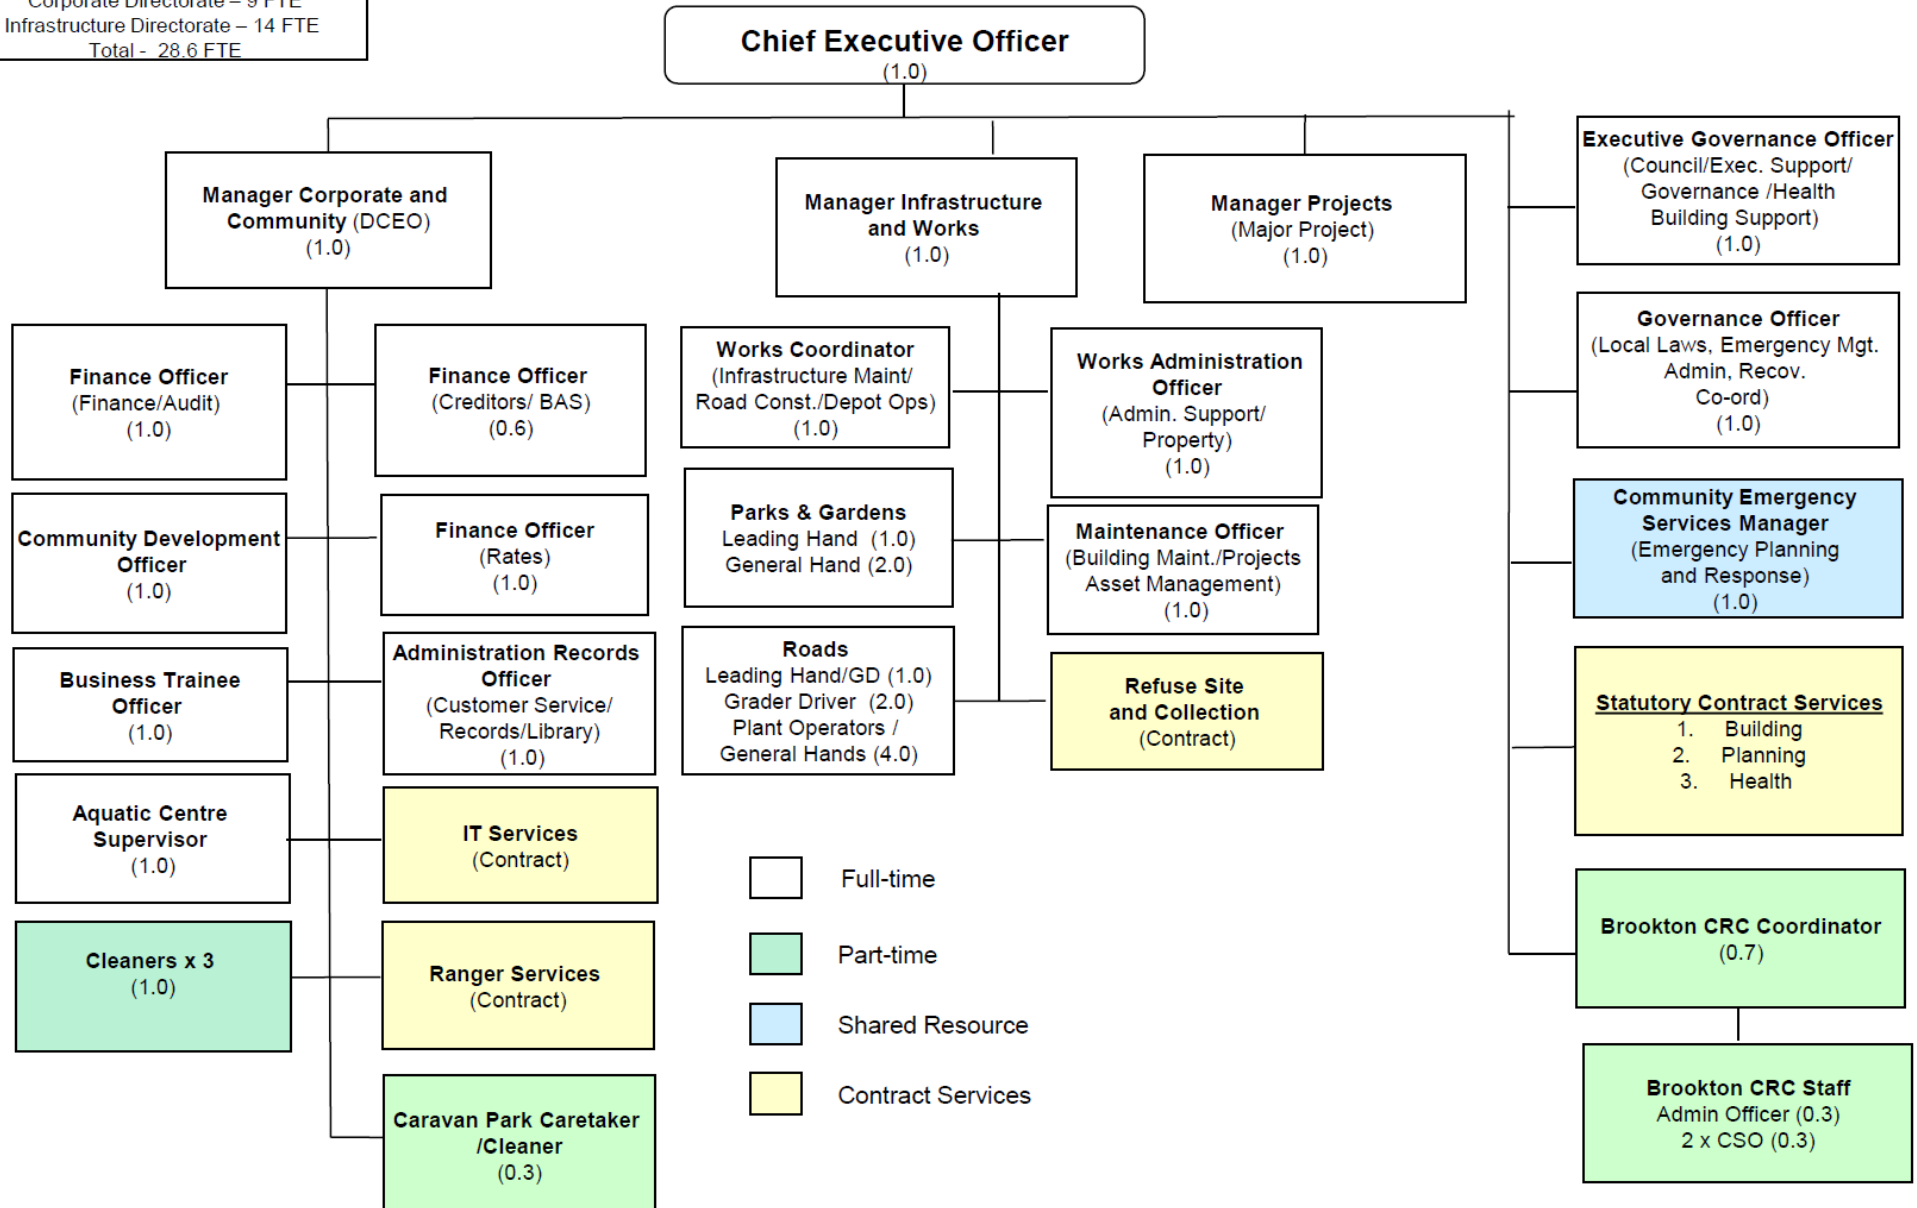 Corporate Directorate – 9 FTE
Infrastructure Directorate – 14 FTE
Total - 28.6 FTE
Chief Executive Officer
(1.0)
Manager Corporate and
Community (DCEO)
(1.0)
Manager Infrastructure
and Works
(1.0)
Manager Projects
(Major Project)
(1.0)
Executive Governance Officer
(Council/Exec. Support/
Governance /Health
Building Support)
(1.0)
Governance Officer
(Local Laws, Emergency Mgt.
Admin, Recov.
Co-ord)
(1.0)
Community Emergency
Services Manager
(Emergency Planning
and Response)
(1.0)
Statutory Contract Services
1. Building
2. Planning
3. Health
Brookton CRC Coordinator
(0.7)
Brookton CRC Staff
Admin Officer (0.3)
2 x CSO (0.3)
Finance Officer
(Finance/Audit)
(1.0)
Finance Officer
(Creditors/ BAS)
(0.6)
Community Development
Officer
(1.0)
Finance Officer
(Rates)
(1.0)
Business Trainee
Officer
(1.0)
Administration Records
Officer
(Customer Service/
Records/Library)
(1.0)
Aquatic Centre
Supervisor
(1.0)
IT Services
(Contract)
Cleaners x 3
(1.0)
Ranger Services
(Contract)
Caravan Park Caretaker
/Cleaner
(0.3)
Works Coordinator
(Infrastructure Maint/
Road Const./Depot Ops)
(1.0)
Works Administration
Officer
(Admin. Support/
Property)
(1.0)
Parks & Gardens
Leading Hand (1.0)
General Hand (2.0)
Maintenance Officer
(Building Maint./Projects
Asset Management)
(1.0)
Roads
Leading Hand/GD (1.0)
Grader Driver (2.0)
Plant Operators /
General Hands (4.0)
Refuse Site
and Collection
(Contract)
Full-time
Part-time
Shared Resource
Contract Services